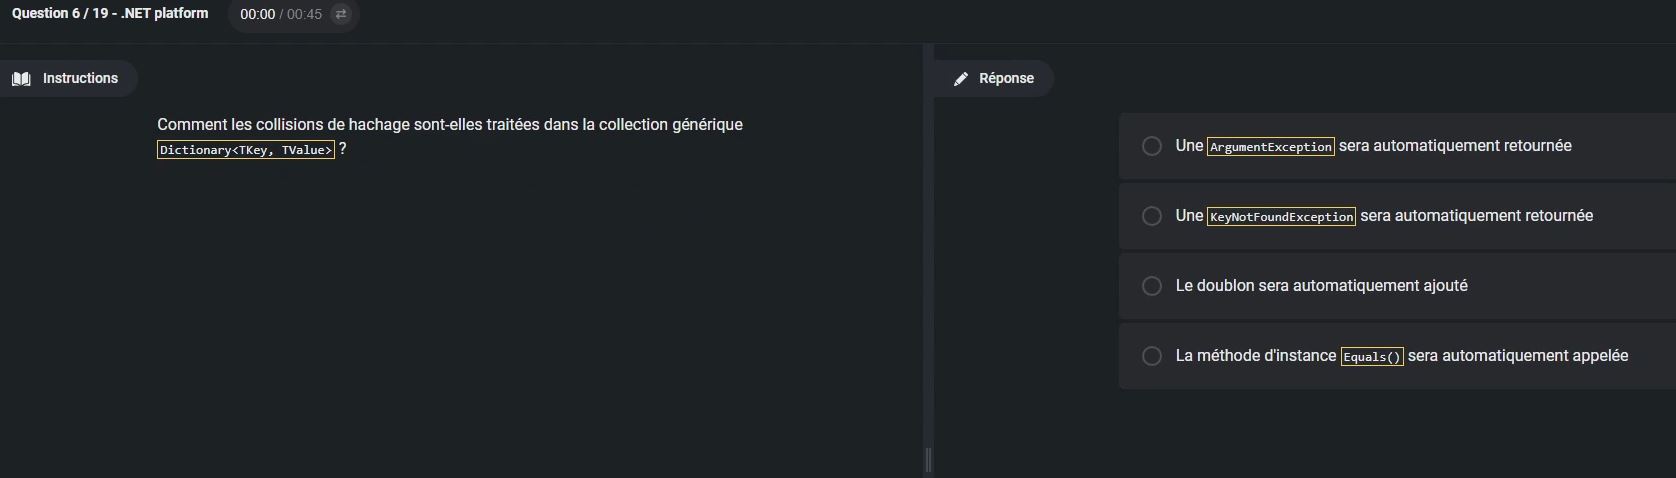 Question 6 / 19 - .NET platform
00:00 / 00:45
Instructions
Comment les collisions de hachage sont-elles traitées dans la collection générique
Dictionary<TKey, TValue> ?
Réponse
Une ArgumentException sera automatiquement retournée
Une KeyNotFoundException sera automatiquement retournée
Le doublon sera automatiquement ajouté
La méthode d'instance Equals() sera automatiquement appelée